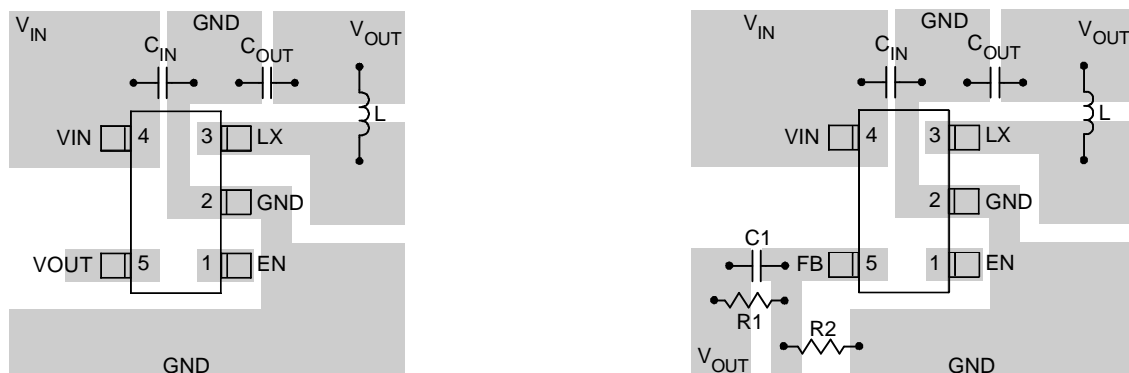 VIN
GND
VOUT
CIN
COUT
L
VIN 4
3 LX
2 GND
VOUT 5
1 EN
GND
VIN
GND
VOUT
CIN
COUT
L
VIN 4
3 LX
2 GND
C1
FB 5
1 EN
R1
R2
VOUT
GND